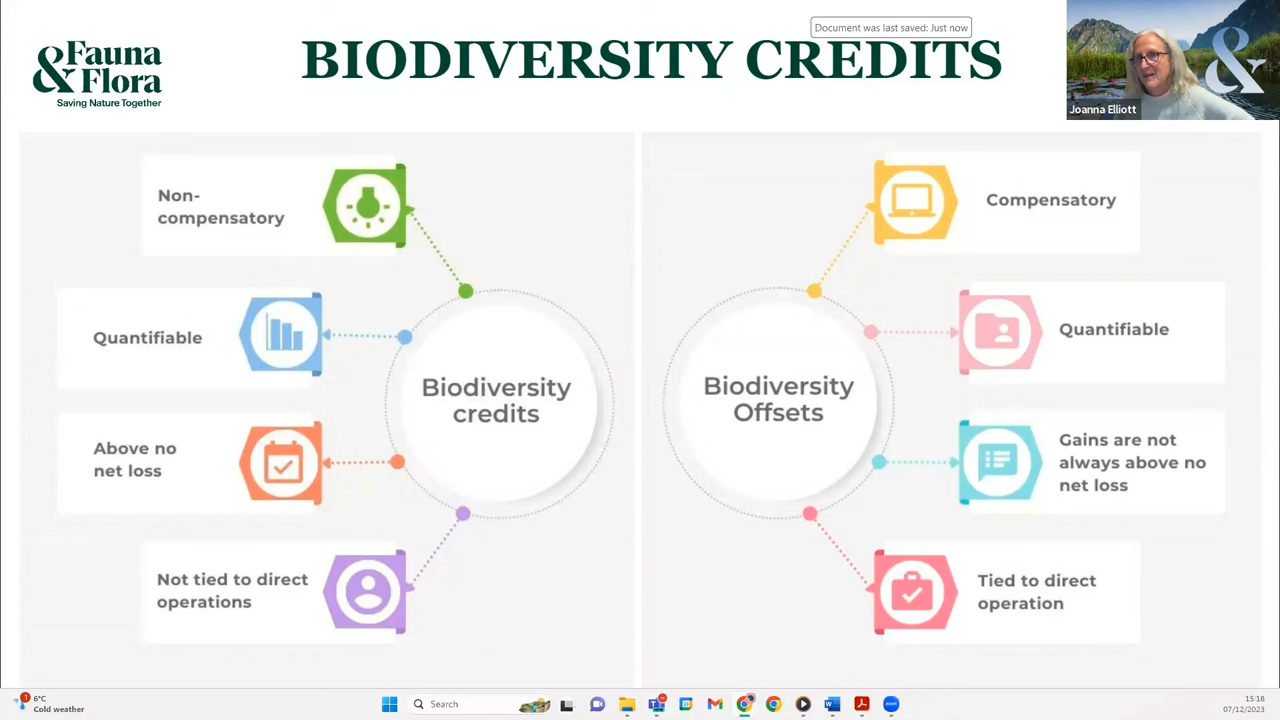 Document was last saved: Just now
Fauna
& Flora
Saving Nature Together
BIODIVERSITY CREDITS
&
Joanna Elliott
Non-
compensatory
Quantifiable
Above no
net loss
Not tied to direct
operations
Biodiversity
credits
Biodiversity
Offsets
Compensatory
Quantifiable
Gains are not
always above no
net loss
Tied to direct
operation
1
6°C
Cold weather
Search
15:18
07/12/2023